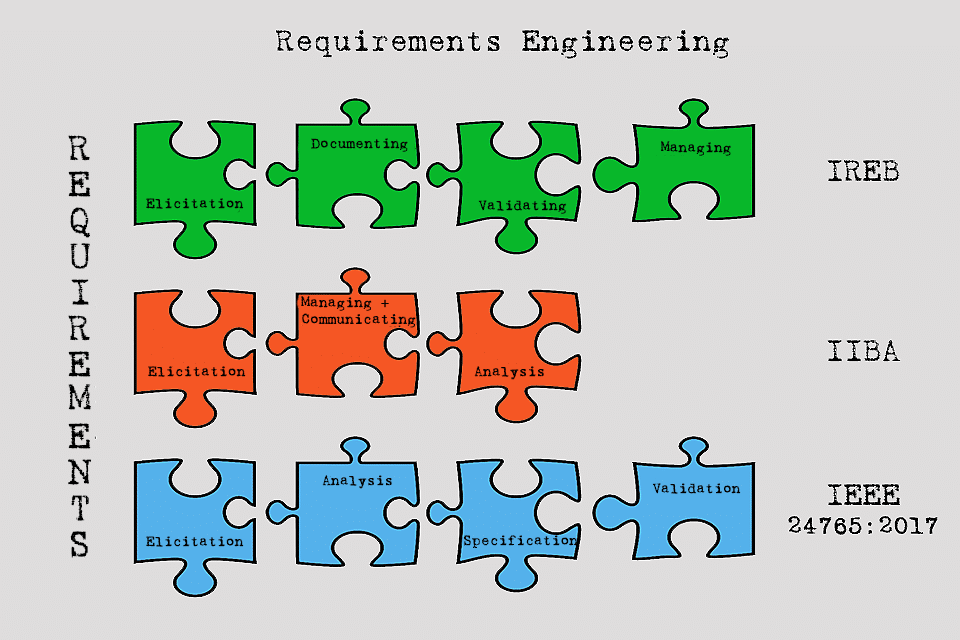 Requirements Engineering
REQUIREMENTS
Elicitation
Documenting
Validating
Managing
IREB
Elicitation
Managing +
Communicating
Analysis
IIBA
Elicitation
Analysis
Specification
Validation
IEEE
24765:2017